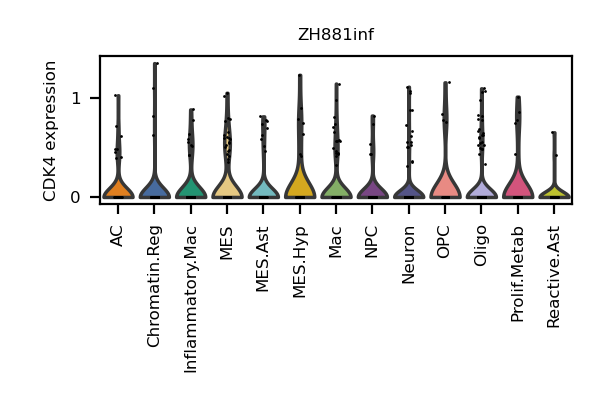 ZH881inf
CDK4 expression
1
0
AC
Chromatin.Reg
Inflammatory.Mac
MES
MES.Ast
MES.Hyp
Mac
NPC
Neuron
OPC
Oligo
Prolif.Metab
Reactive.Ast